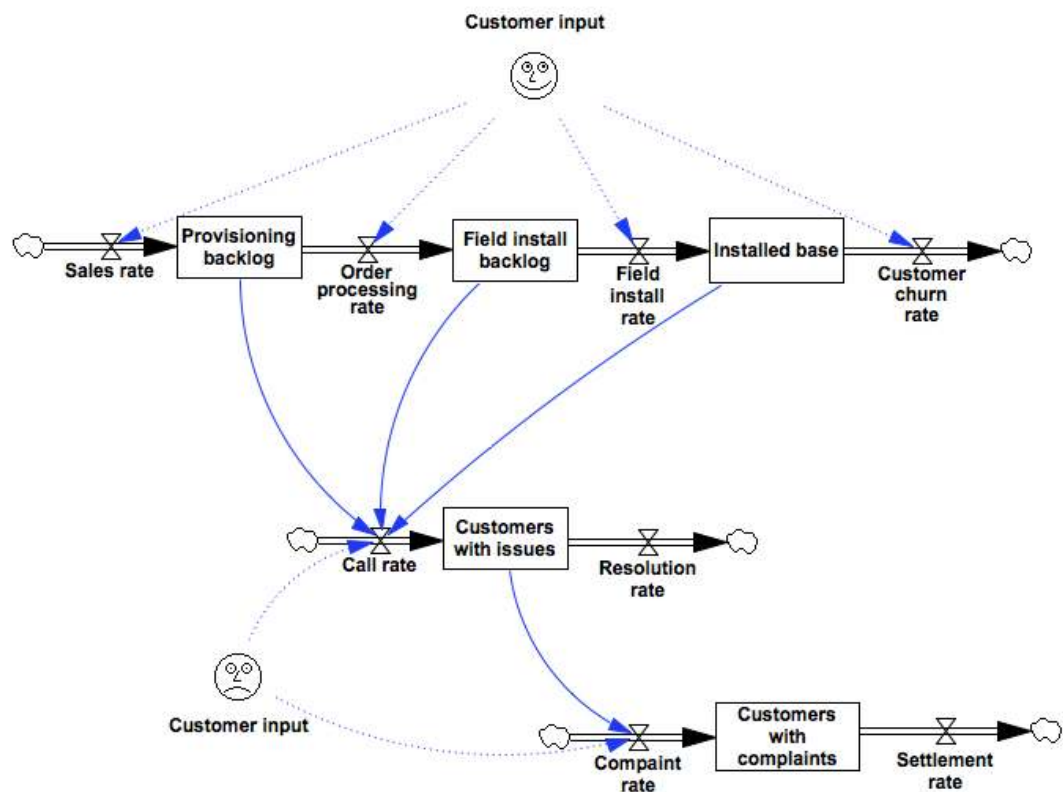 Customer input
Provisioning
backlog
Field install
backlog
Installed base
Sales rate
Order
processing
rate
Field
install
rate
Customer
churn
rate
Customers
with issues
Call rate
Resolution
rate
Customer input
Customers
with
complaints
Compaint
rate
Settlement
rate